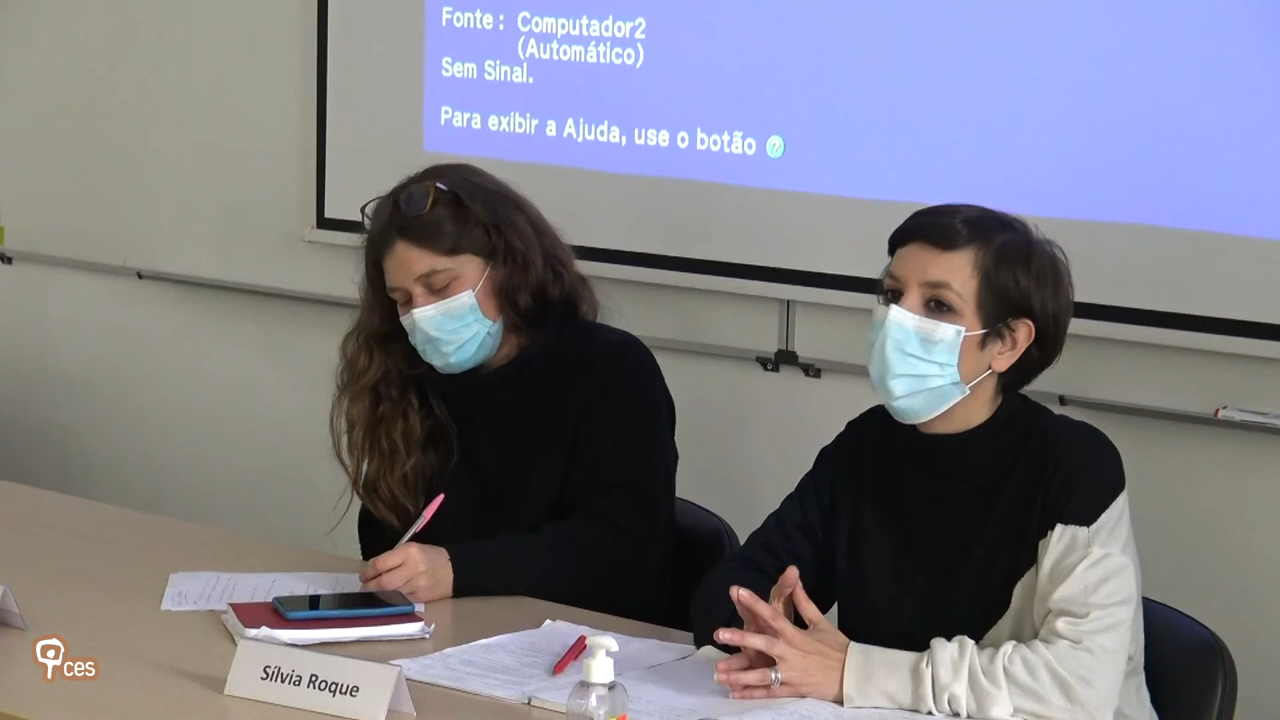 Fonte: Computador2
(Automático)
Sem Sinal.
Para exibir a Ajuda, use o botão ?
Sílvia Roque
ces